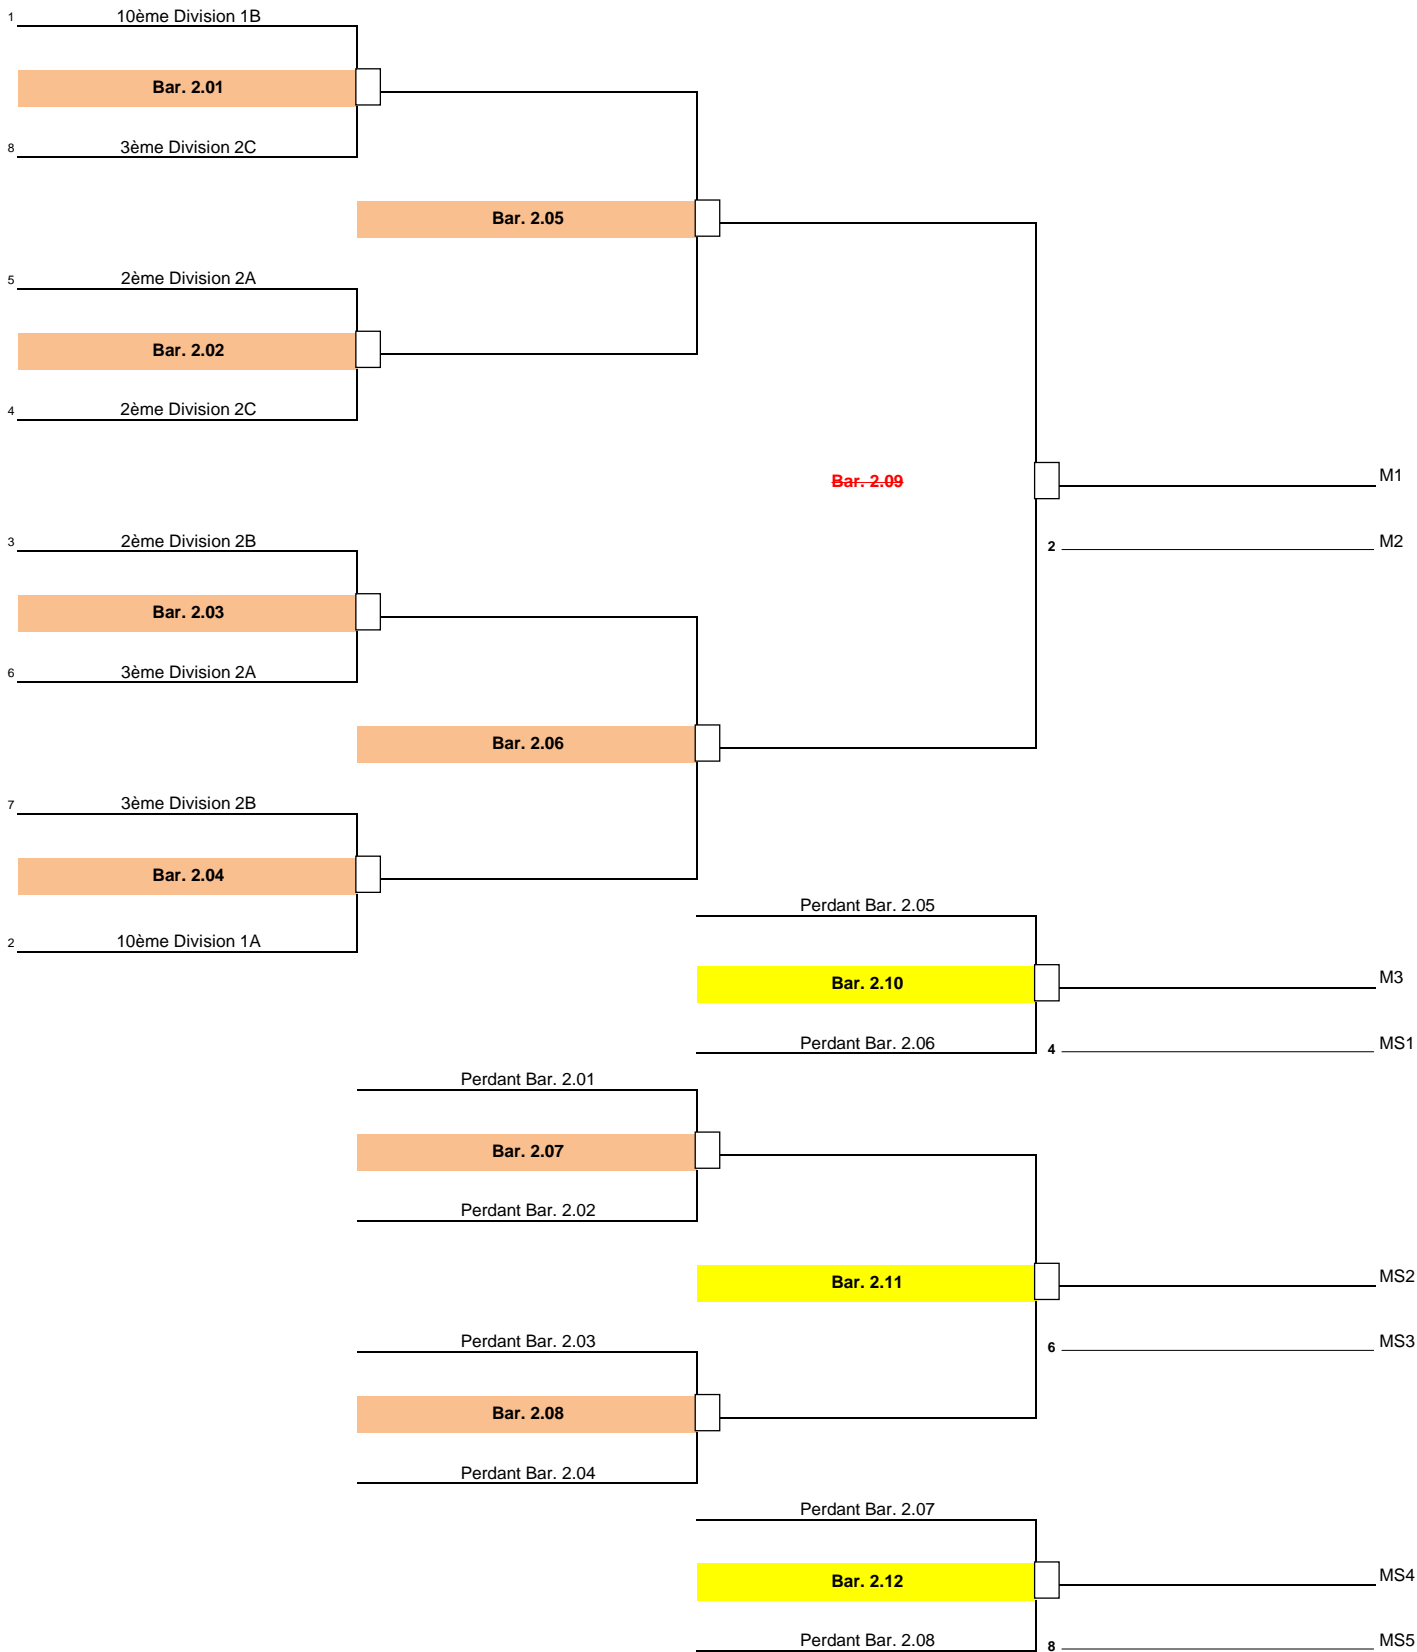 1 10ème Division 1B
Bar. 2.01
8 3ème Division 2C
Bar. 2.05
5 2ème Division 2A
Bar. 2.02
4 2ème Division 2C
Bar. 2.09
M1
3 2ème Division 2B
2 M2
Bar. 2.03
6 3ème Division 2A
Bar. 2.06
7 3ème Division 2B
Bar. 2.04
Perdant Bar. 2.05
2 10ème Division 1A
Bar. 2.10
M3
Perdant Bar. 2.06
4 MS1
Perdant Bar. 2.01
Bar. 2.07
Perdant Bar. 2.02
Bar. 2.11
MS2
Perdant Bar. 2.03
6 MS3
Bar. 2.08
Perdant Bar. 2.04
Perdant Bar. 2.07
Bar. 2.12
MS4
Perdant Bar. 2.08
8 MS5